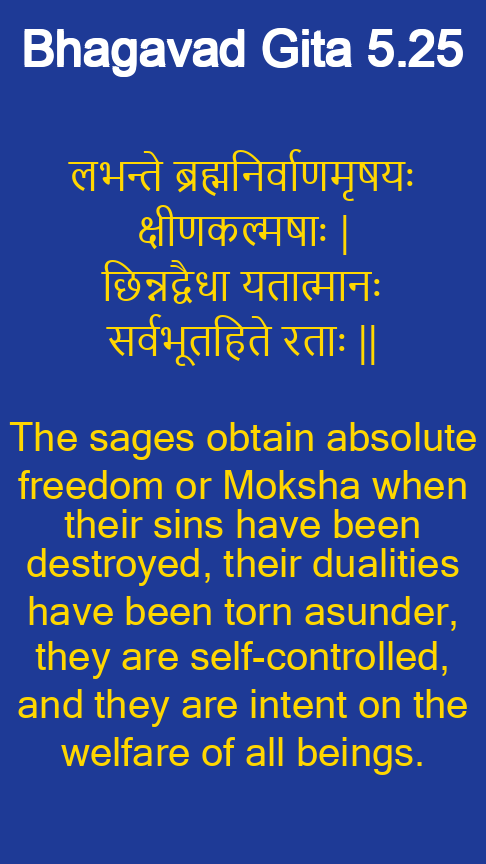 Bhagavad Gita 5.25
लभन्ते ब्रह्मनिर्वाणमृषयः
क्षीणकल्मषाः |
छिन्नद्वैधा यतात्मानः
सर्वभूतहिते रताः ||
The sages obtain absolute
freedom or Moksha when
their sins have been
destroyed, their dualities
have been torn asunder,
they are self-controlled,
and they are intent on the
welfare of all beings.